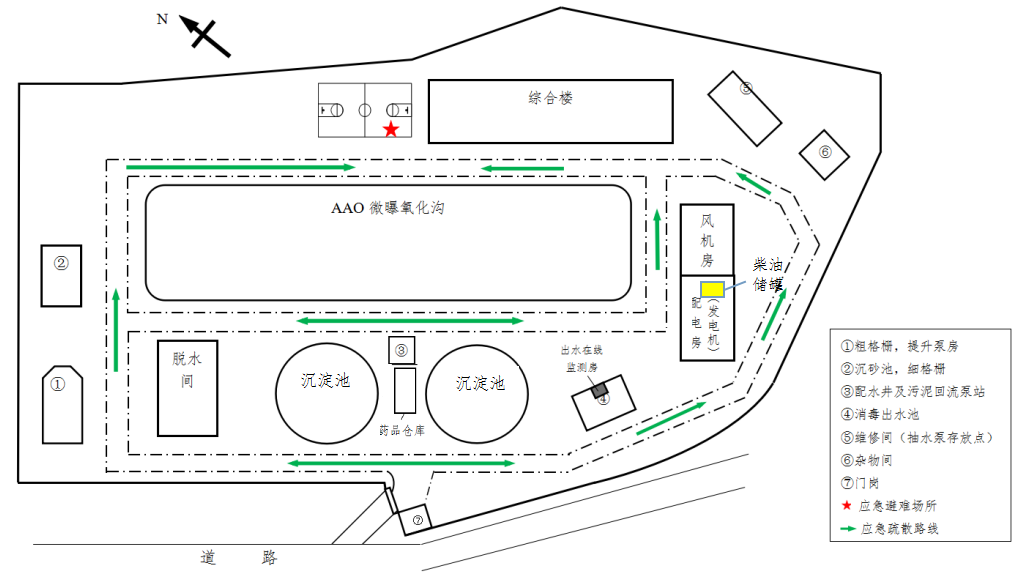 N
综合楼
⑤
⑥
AAO 微曝氧化沟
风
机
房
柴油
储罐
配
电
房
（发电机）
②
①
脱水
间
沉淀池
③
药品仓库
沉淀池
出水在线
监测房
④
⑦
道 路
①粗格栅，提升泵房
②沉砂池，细格栅
③配水井及污泥回流泵站
④消毒出水池
⑤维修间（抽水泵存放点）
⑥杂物间
⑦门岗
应急避难场所
应急疏散路线